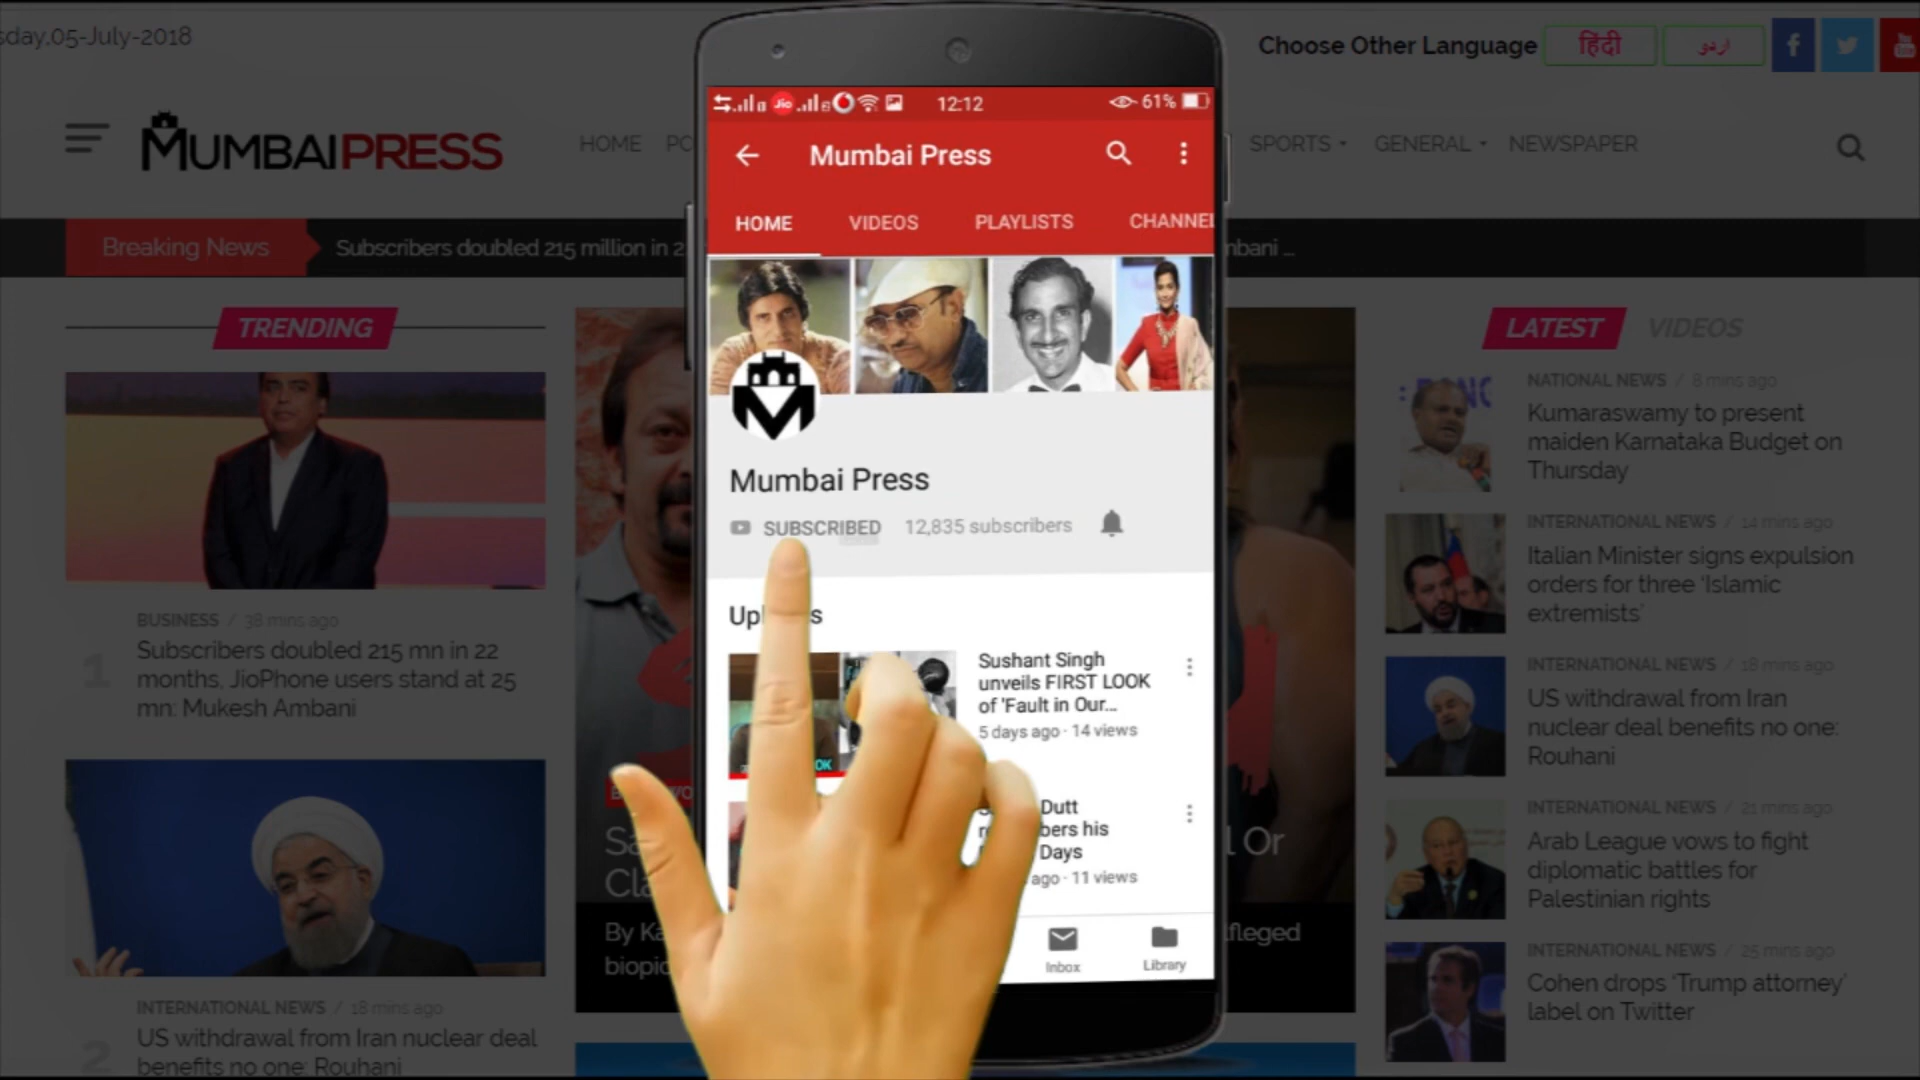 sday,05-July-2018
Choose Other Language
हिंदी
اردو
MUMBAIPRESS
HOME
SPORTS
GENERAL
NEWSPAPER
Breaking News
Subscribers doubled 215 million in
TRENDING
BUSINESS / 38 mins ago
1
Subscribers doubled 215 mn in 22
months, JioPhone users stand at 25
mn: Mukesh Ambani
INTERNATIONAL NEWS / 18 mins ago
2
US withdrawal from Iran nuclear deal
benefits no one: Rouhani
12:12
61%
Mumbai Press
HOME
VIDEOS
PLAYLISTS
CHANNEL
Mumbai Press
SUBSCRIBED
12,835 subscribers
Sushant Singh
unveils FIRST LOOK
of 'Fault in Our...
5 days ago · 14 views
Dutt
his
Days
ago · 11 views
Inbox
Library
Or
By
LATEST
VIDEOS
NATIONAL NEWS / 8 mins ago
Kumaraswamy to present
maiden Karnataka Budget on
Thursday
INTERNATIONAL NEWS / 14 mins ago
Italian Minister signs expulsion
orders for three 'Islamic
extremists'
INTERNATIONAL NEWS / 18 mins ago
US withdrawal from Iran
nuclear deal benefits no one:
Rouhani
INTERNATIONAL NEWS / 21 mins ago
Arab League vows to fight
diplomatic battles for
Palestinian rights
INTERNATIONAL NEWS / 25 mins ago
Cohen drops 'Trump attorney'
label on Twitter